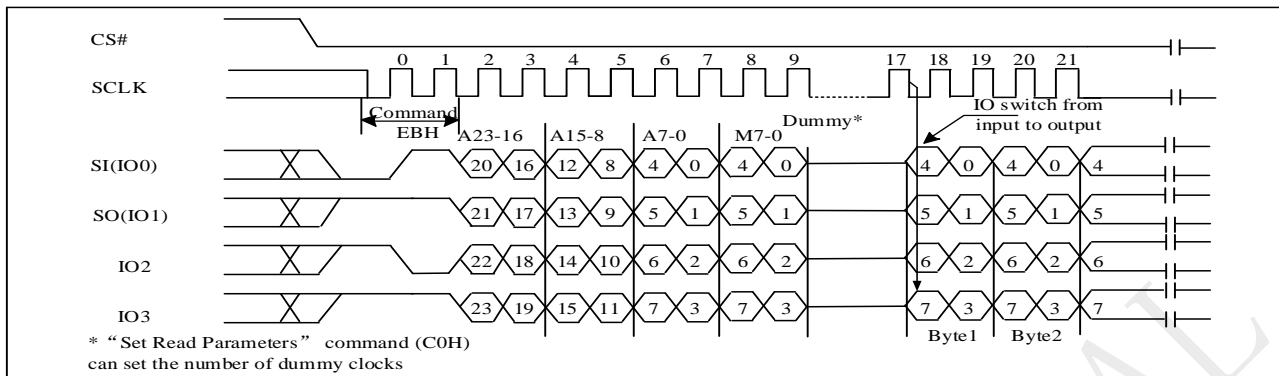 CS#
0 1 2 3 4 5 6 7 8 9 17 18 19 20 21
SCLK
Command
EBH
IO switch from
input to output
Dummy*
A23-16 A15-8 A7-0 M7-0
SI(IO0) 20 16 12 8 4 0 4 0 4 0 4 0 4
SO(IO1) 21 17 13 9 5 1 5 1 5 1 5 1 5
IO2 22 18 14 10 6 2 6 2 6 2 6 2 6
IO3 23 19 15 11 7 3 7 3 7 3 7 3 7
Byte1 Byte2
* “Set Read Parameters” command (C0H)
can set the number of dummy clocks